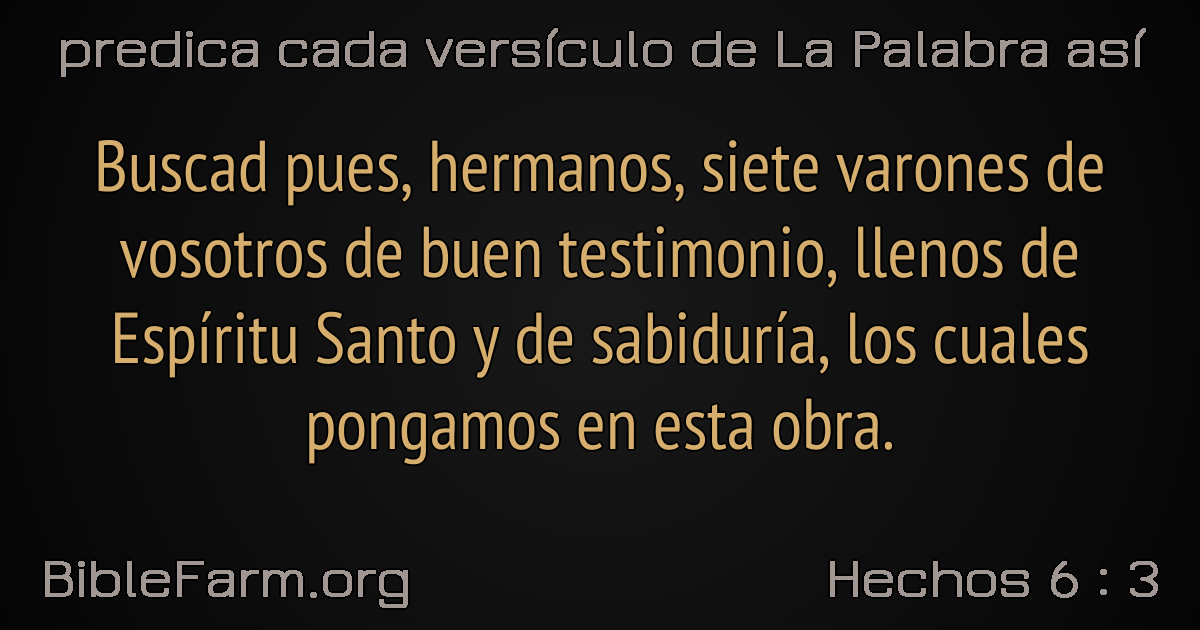 predica cada versículo de La Palabra así
Buscad pues, hermanos, siete varones de
vosotros de buen testimonio, llenos de
Espíritu Santo y de sabiduría, los cuales
pongamos en esta obra.
BibleFarm.org
Hechos 6 : 3